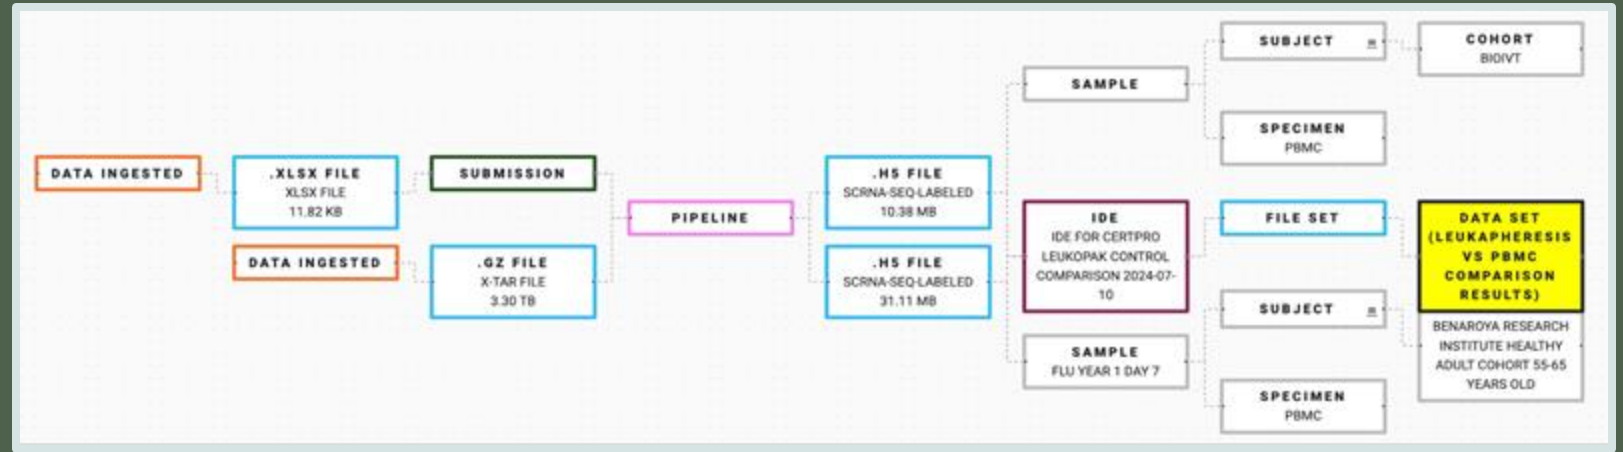 DATA INGESTED
.XLSX FILE
XLSX FILE
11.82 KB
SUBMISSION
DATA INGESTED
.GZ FILE
X-TAR FILE
3.30 TB
PIPELINE
.H5 FILE
SCRNA-SEQ-LABELED
10.38 MB
.H5 FILE
SCRNA-SEQ-LABELED
31.11 MB
SAMPLE
SUBJECT
COHORT
BIOIVT
SPECIMEN
PBMC
IDE
IDE FOR CERTPRO
LEUKOPAK CONTROL
COMPARISON 2024-07-
10
FILE SET
DATA SET
(LEUKAPHERESIS
VS PBMC
COMPARISON
RESULTS)
SAMPLE
FLU YEAR 1 DAY 7
SUBJECT
BENAROYA RESEARCH
INSTITUTE HEALTHY
ADULT COHORT 55-65
YEARS OLD
SPECIMEN
PBMC